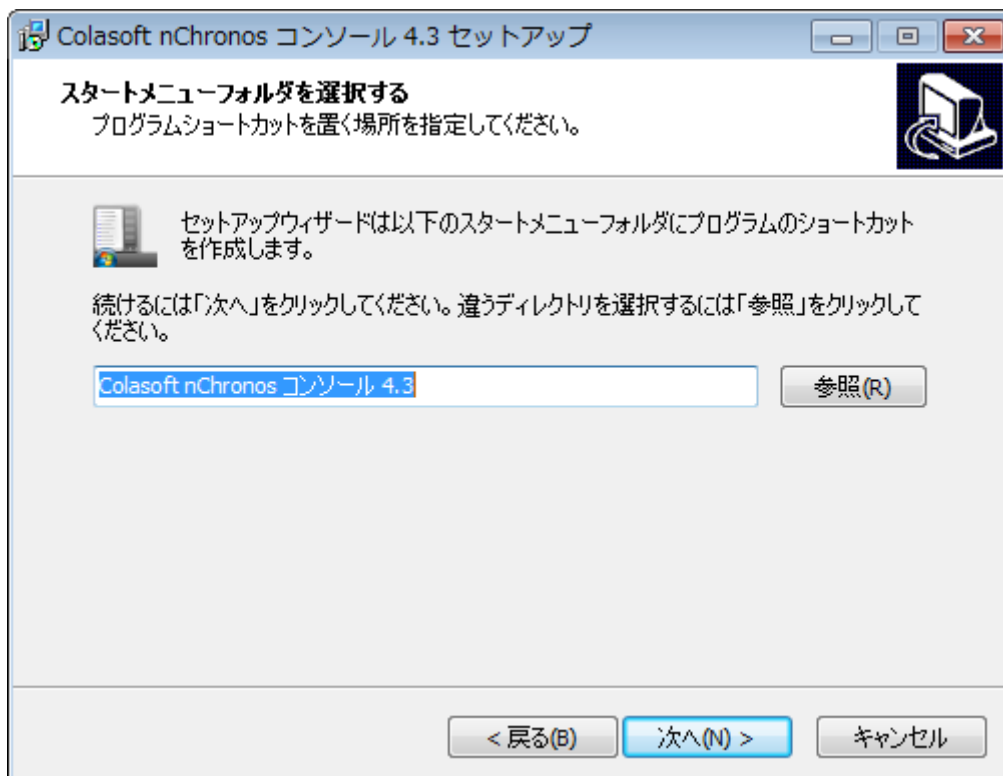 Colasoft nChronos コンソール 4.3 セットアップ
スタートメニューフォルダを選択する
プログラムショートカットを置く場所を指定してください。
セットアップウィザードは以下のスタートメニューフォルダにプログラムのショートカット
を作成します。
続けるには「次へ」をクリックしてください。違うディレクトリを選択するには「参照」をクリックして
ください。
Colasoft nChronos コンソール 4.3
参照(R)
< 戻る(B)
次へ(N) >
キャンセル